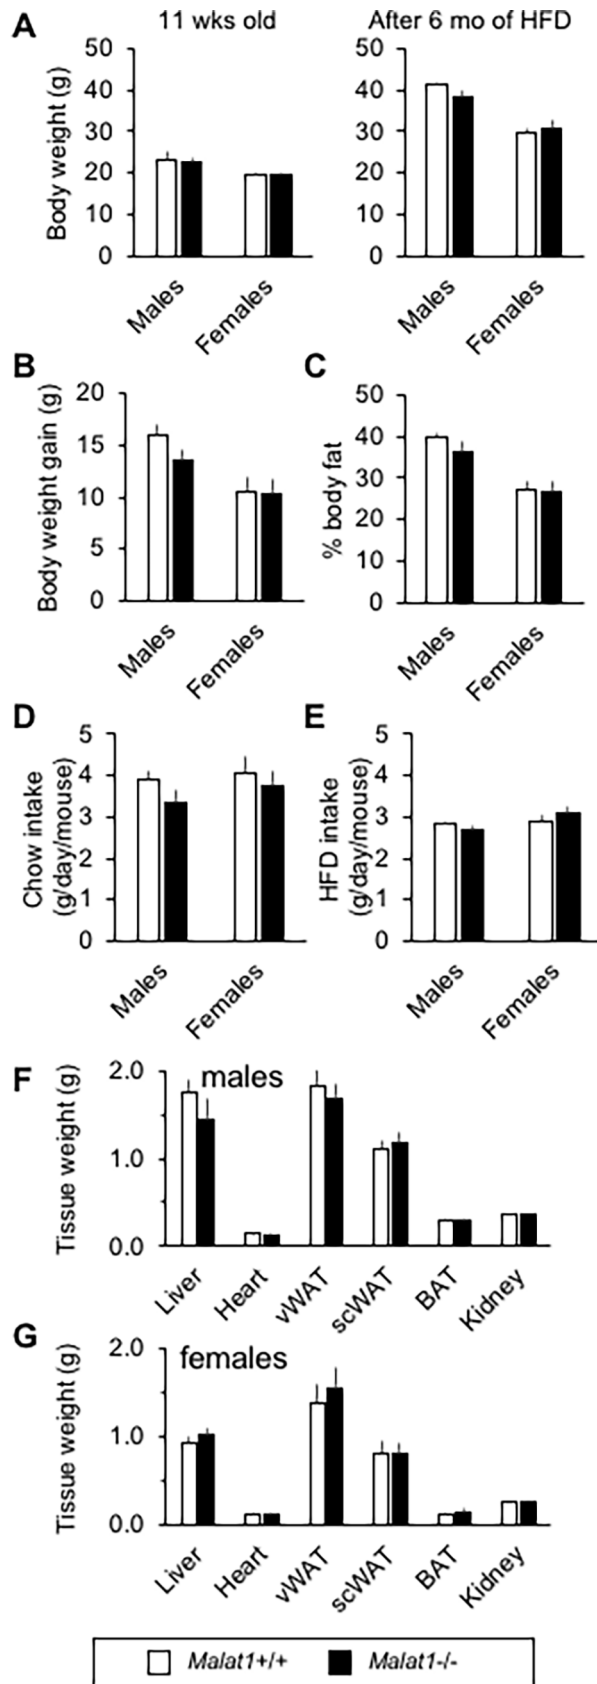 A
11 wks old
After 6 mo of HFD
Body weight (g)
50
40
30
20
10
0
Males
Females
50
40
30
20
10
0
Males
Females
B
Body weight gain (g)
20
15
10
5
0
Males
Females
C
% body fat
50
40
30
20
10
0
Males
Females
D
Chow intake
(g/day/mouse)
5
4
3
2
1
0
Males
Females
E
HFD intake
(g/day/mouse)
5
4
3
2
1
0
Males
Females
F
males
Tissue weight (g)
2.0
1.0
0.0
Liver
Heart
vWAT
scWAT
BAT
Kidney
G
females
Tissue weight (g)
2.0
1.0
0.0
Liver
Heart
vWAT
scWAT
BAT
Kidney
Malat1+/+
Malat1-/-